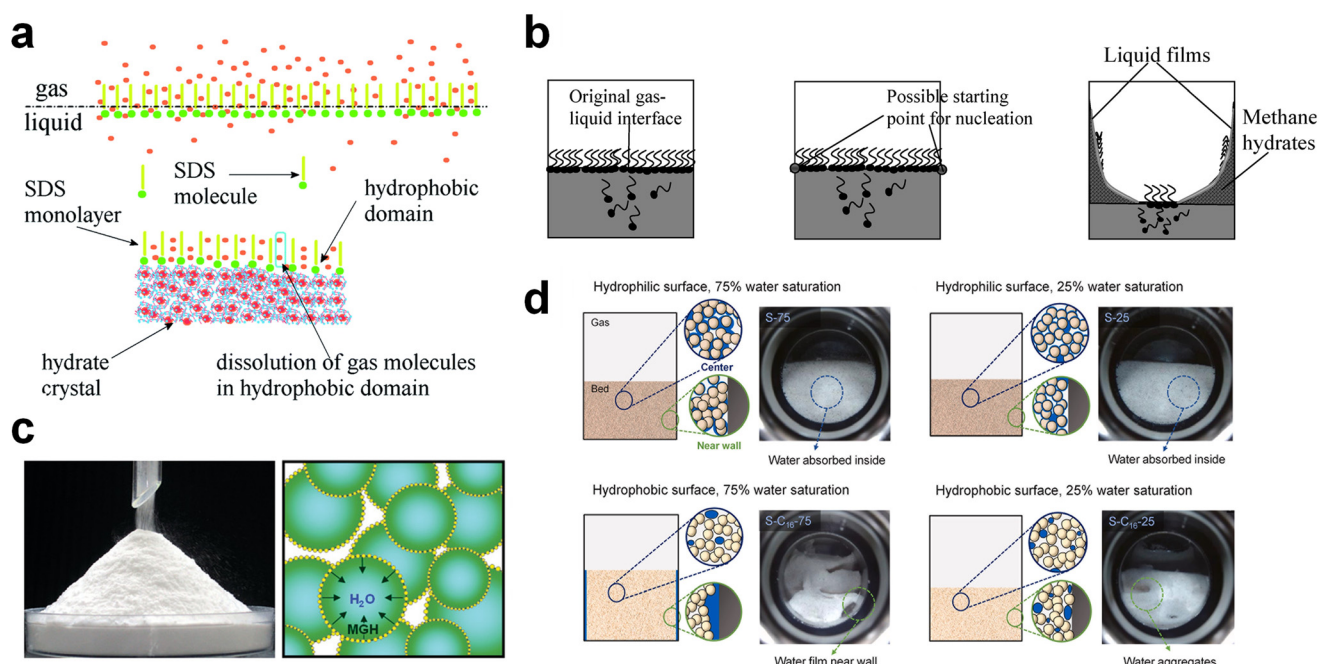 a
gas
liquid
SDS
molecule
SDS
monolayer
hydrophobic
domain
hydrate
crystal
dissolution of gas molecules
in hydrophobic domain
b
Original gas-
liquid interface
Possible starting
point for nucleation
Liquid films
Methane
hydrates
c
H2O
MGH
d
Hydrophilic surface, 75% water saturation
Gas
Bed
Center
Near wall
S-75
Water absorbed inside
Hydrophilic surface, 25% water saturation
S-25
Water absorbed inside
Hydrophobic surface, 75% water saturation
S-C16-75
Water film near wall
Hydrophobic surface, 25% water saturation
S-C16-25
Water aggregates